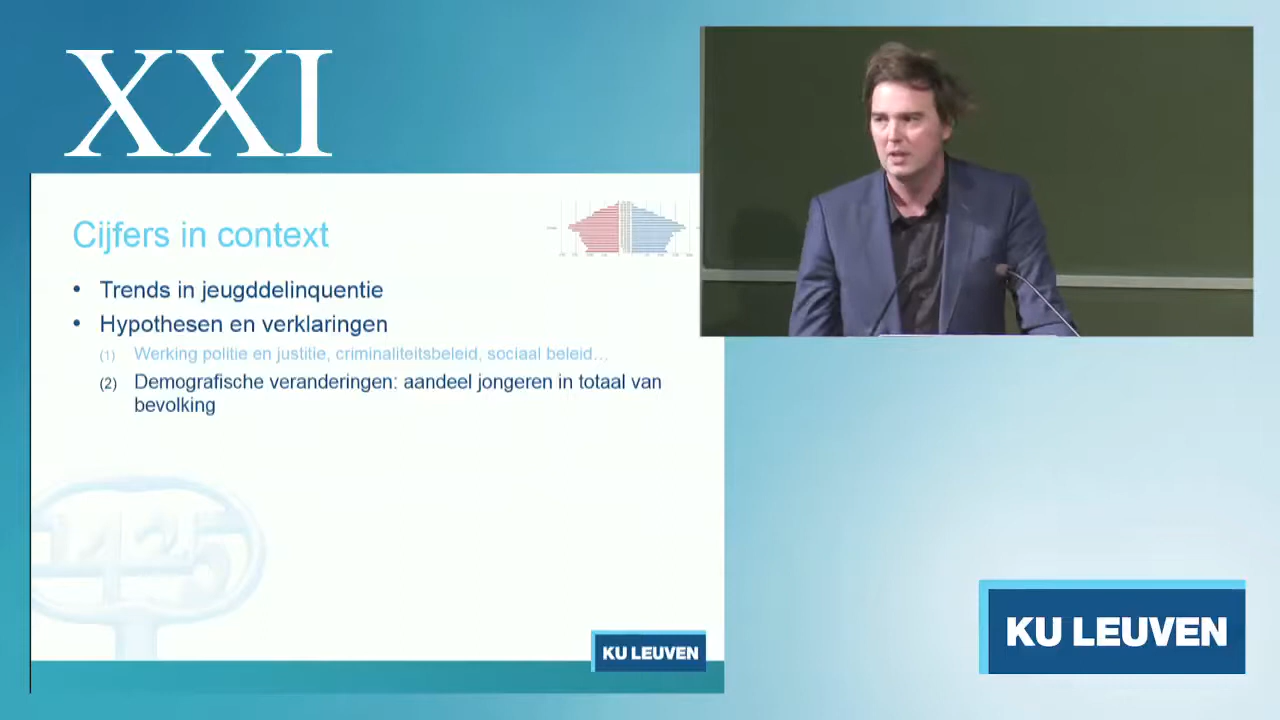 XXI
Cijfers in context
• Trends in jeugddelinquentie
• Hypothesen en verklaringen
(1) Werking politie en justitie, criminaliteitsbeleid, sociaal beleid…
(2) Demografische veranderingen: aandeel jongeren in totaal van
bevolking
1425
KU LEUVEN
KU LEUVEN